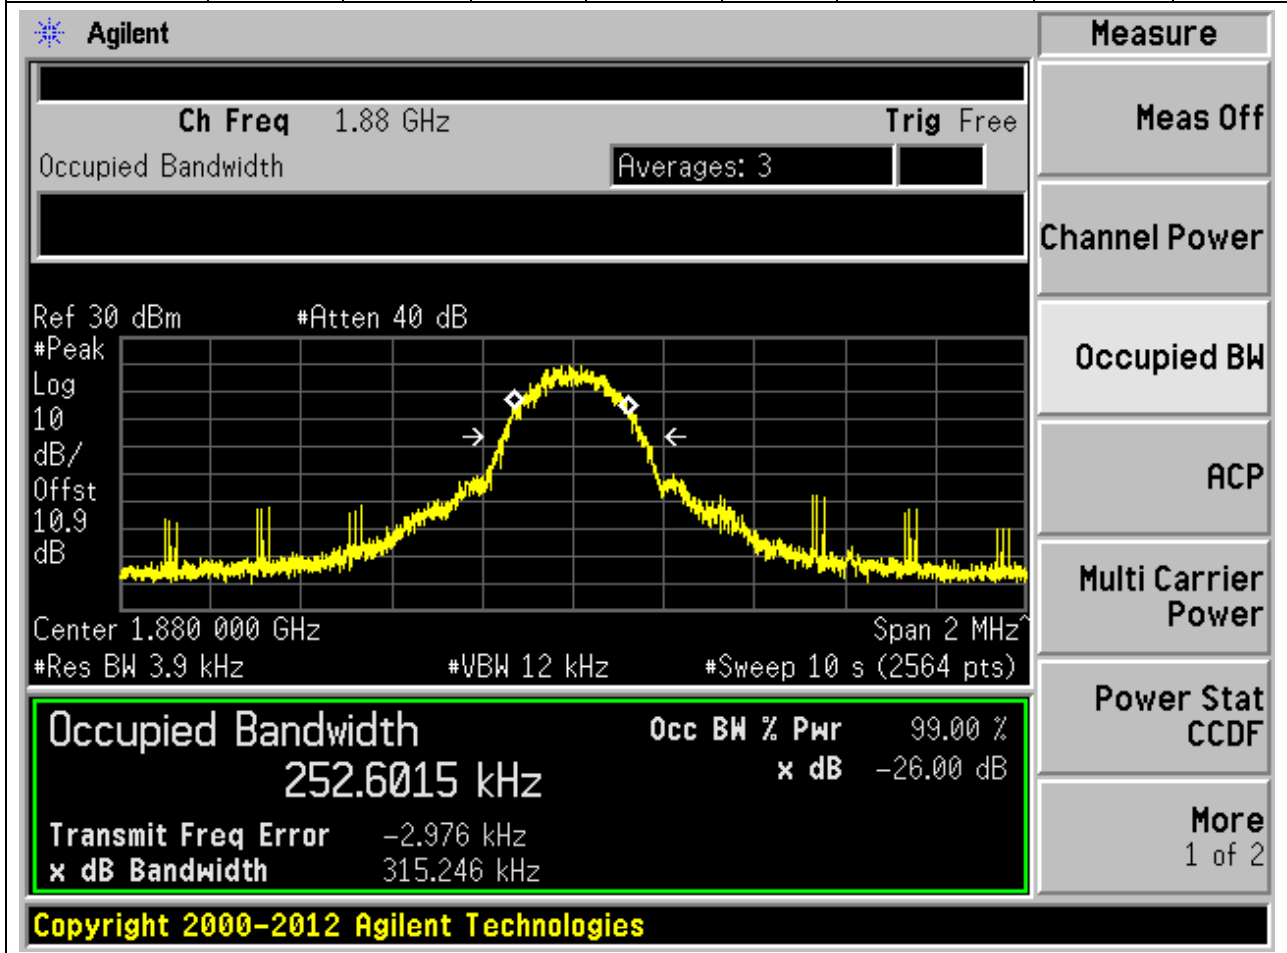 Agilent
Measure
Ch Freq 1.88 GHz Trig Free
Meas Off
Occupied Bandwidth Averages: 3
Channel Power
Ref 30 dBm #Atten 40 dB
#Peak
Log
10
dB/
Offst
10.9
dB
Occupied BW
ACP
Center 1.880 000 GHz Span 2 MHz^
#Res BW 3.9 kHz #VBW 12 kHz #Sweep 10 s (2564 pts)
Multi Carrier
Power
Occupied Bandwidth Occ BW % Pwr 99.00 %
252.6015 kHz x dB -26.00 dB
Transmit Freq Error -2.976 kHz
x dB Bandwidth 315.246 kHz
Power Stat
CCDF
More
1 of 2
Copyright 2000-2012 Agilent Technologies